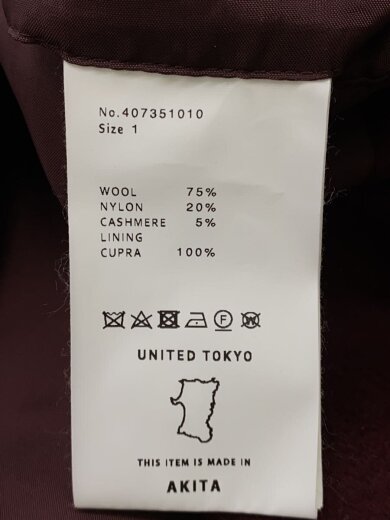 No.407351010
Size 1
WOOL 75%
NYLON 20%
CASHMERE 5%
LINING
CUPRA 100%
F W
UNITED TOKYO
THIS ITEM IS MADE IN
AKITA